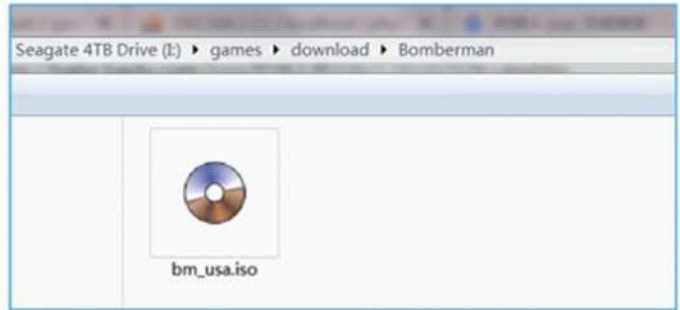 Seagate 4TB Drive (I:) ▸ games ▸ download ▸ Bomberman
bm_usa.iso